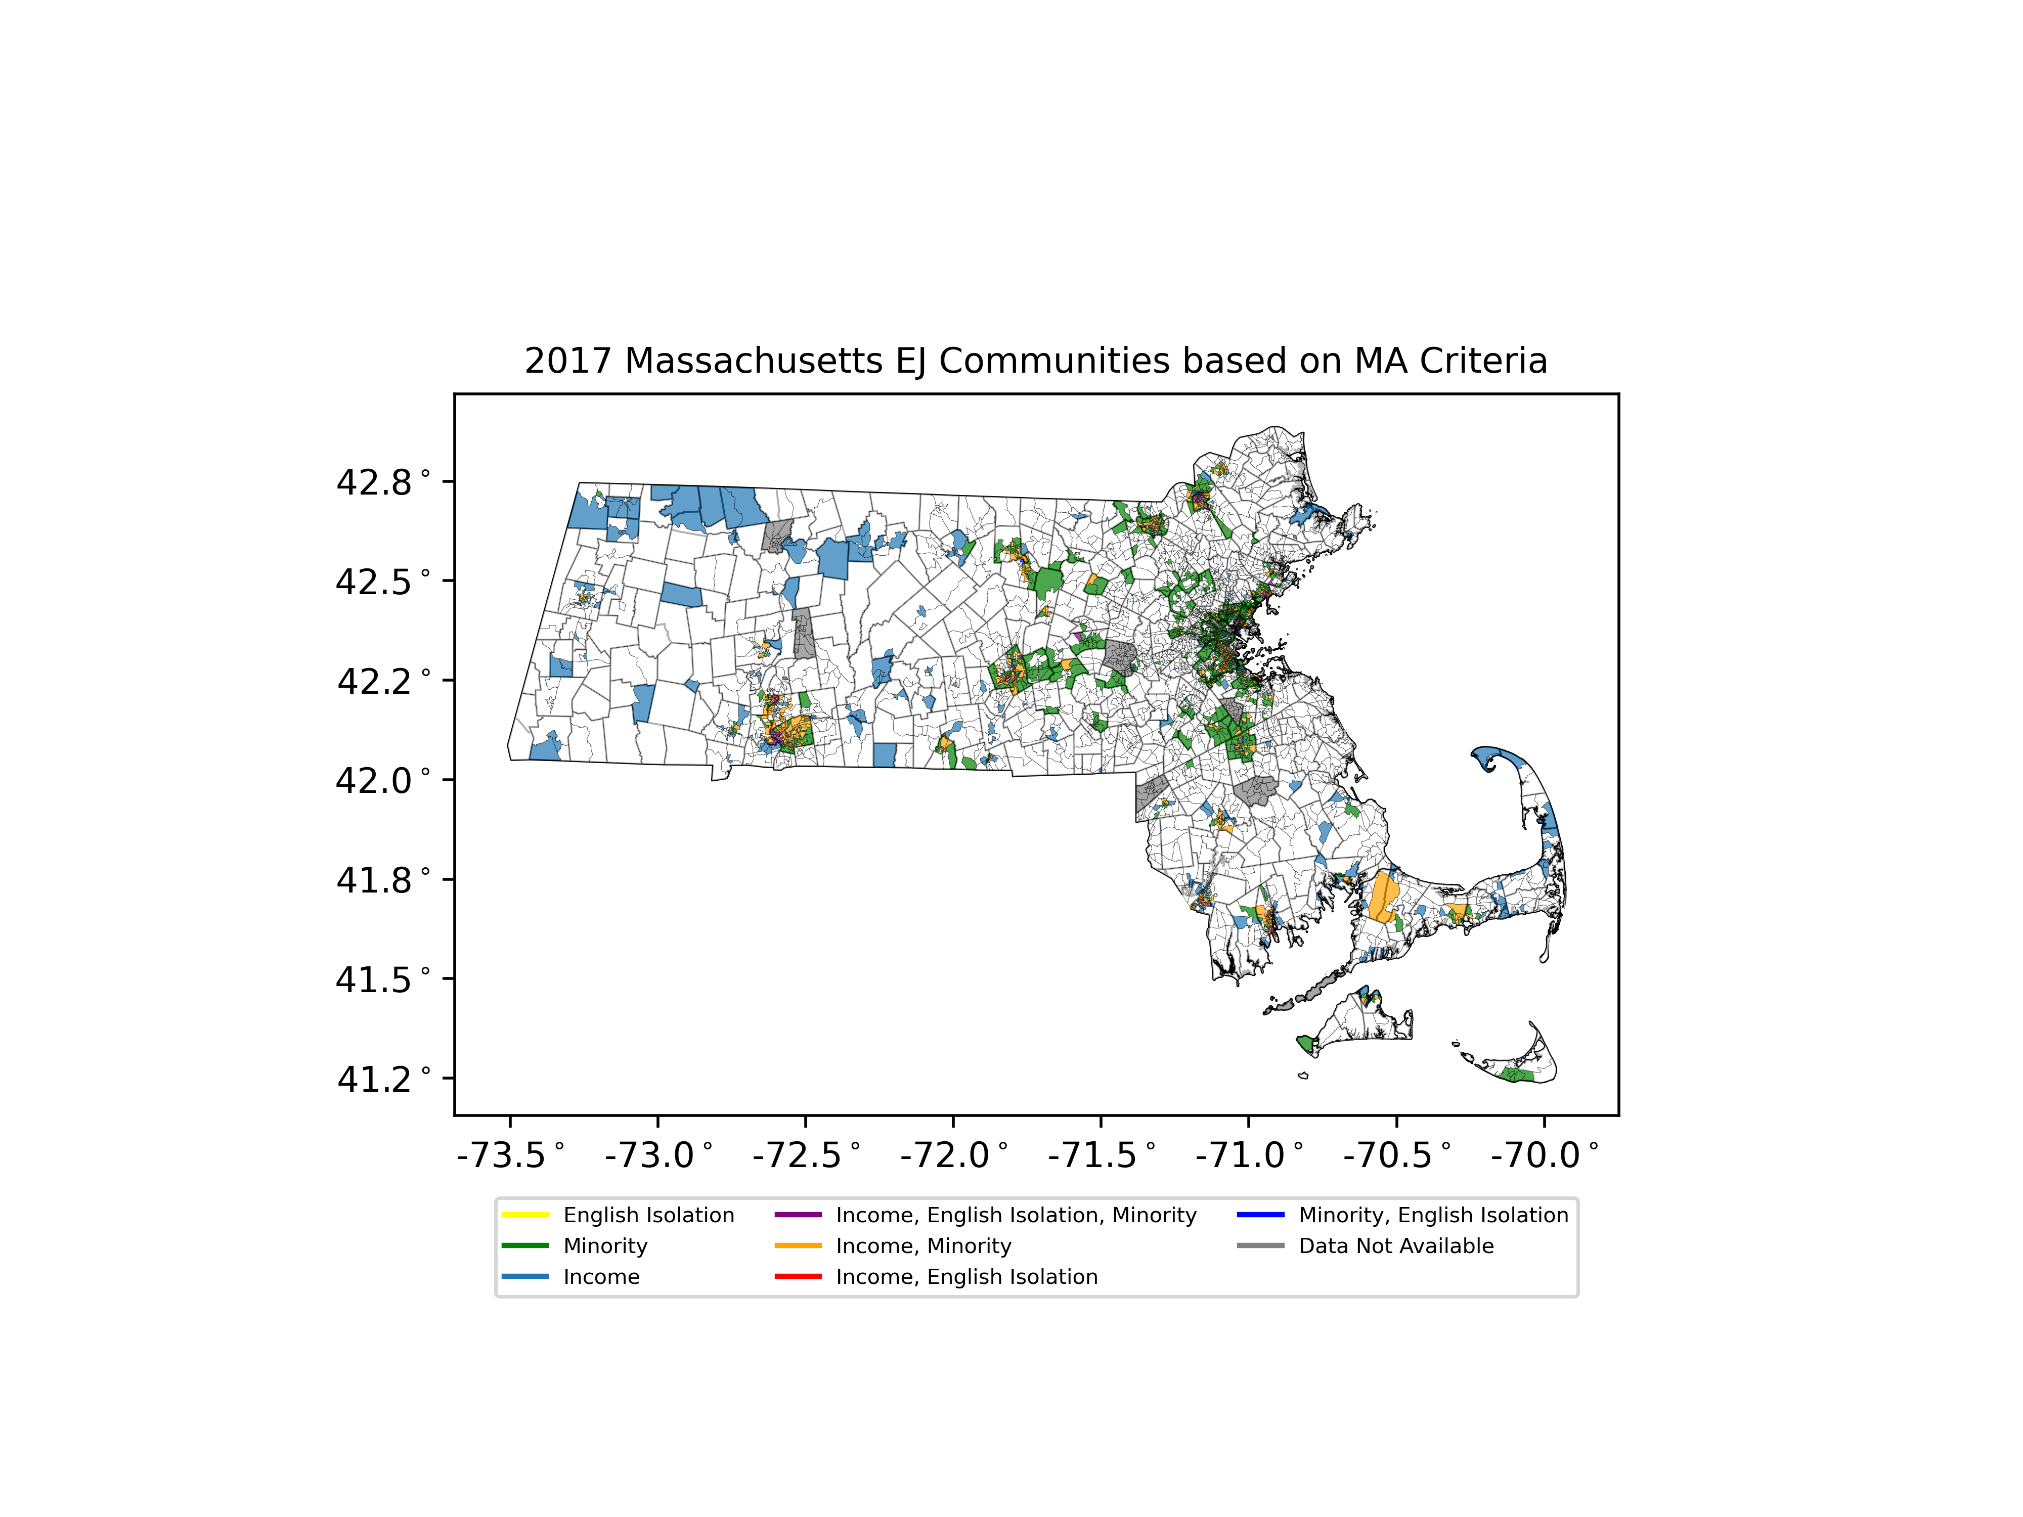 2017 Massachusetts EJ Communities based on MA Criteria
42.8°
42.5°
42.2°
42.0°
41.8°
41.5°
41.2°
-73.5° -73.0° -72.5° -72.0° -71.5° -71.0° -70.5° -70.0°
English Isolation
Minority
Income
Income, English Isolation, Minority
Income, Minority
Income, English Isolation
Minority, English Isolation
Data Not Available